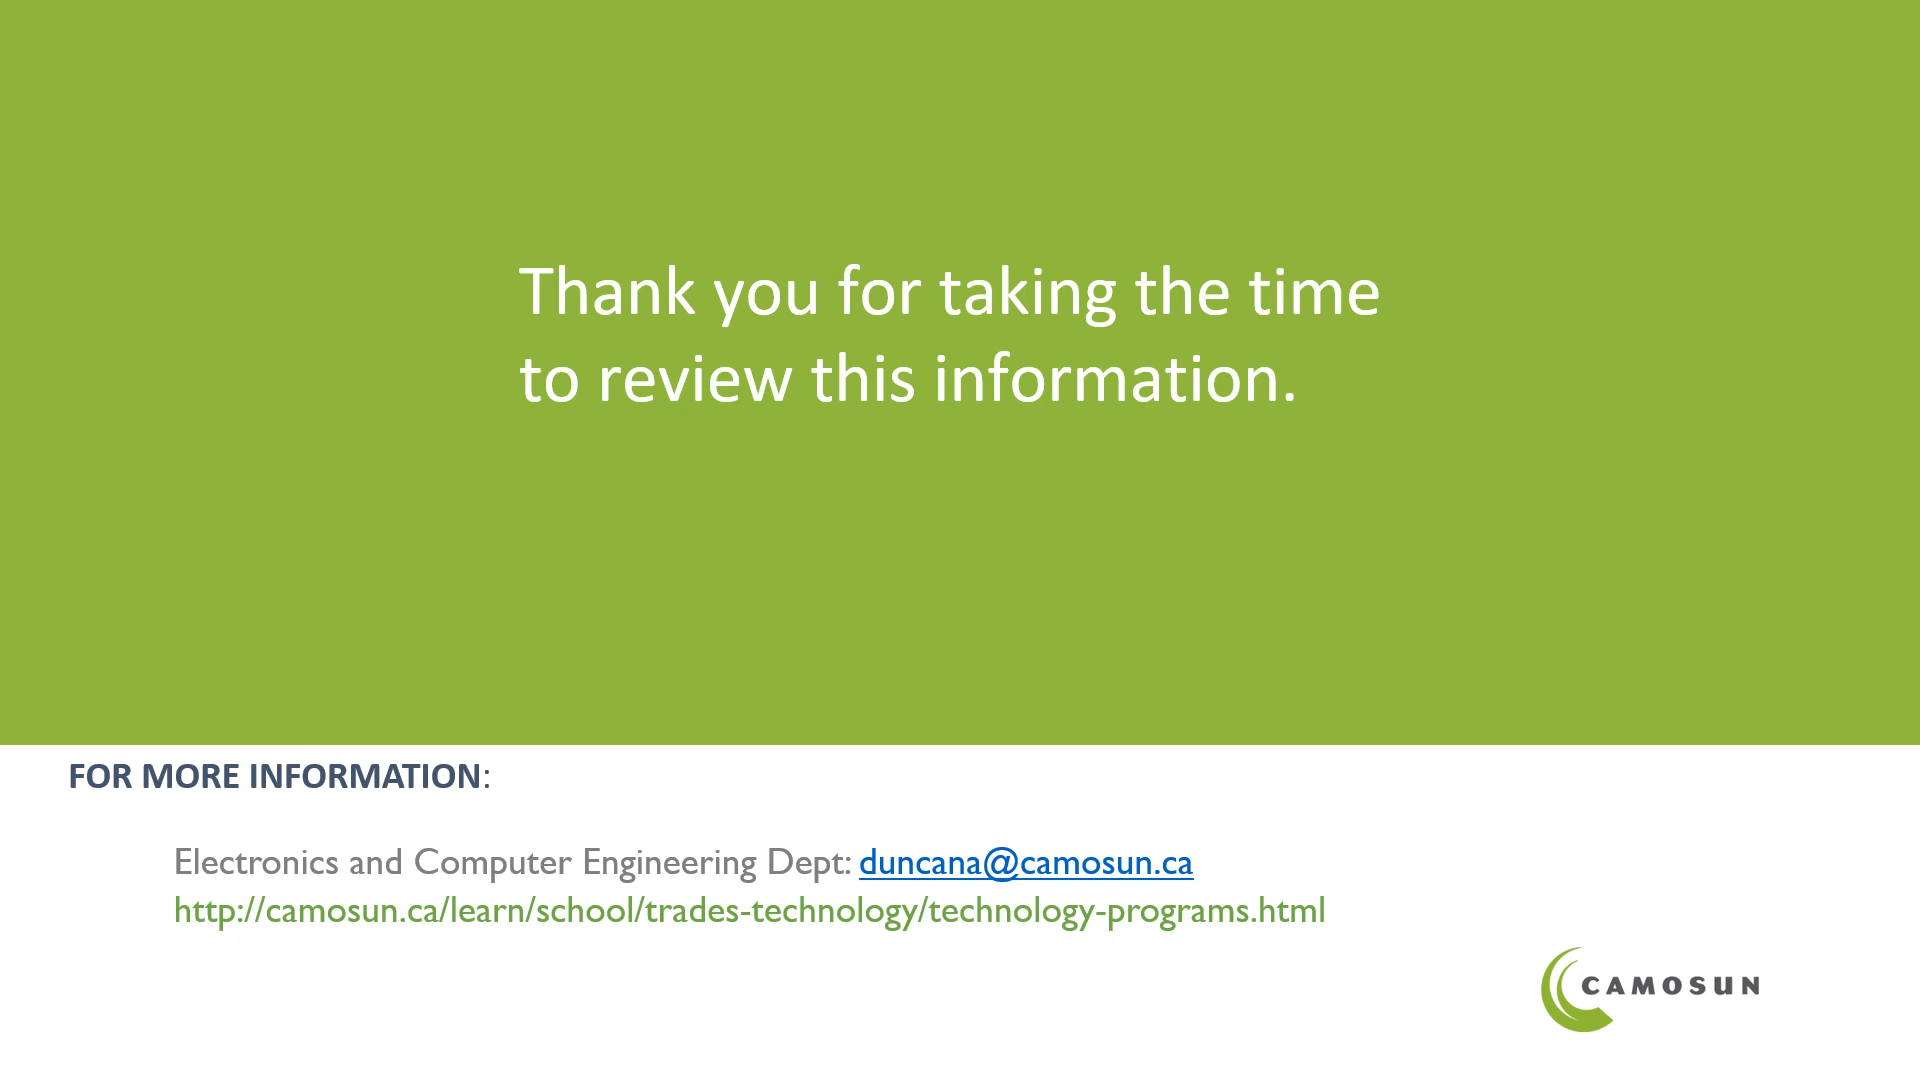 Thank you for taking the time
to review this information.
FOR MORE INFORMATION:
Electronics and Computer Engineering Dept: duncana@camosun.ca
http://camosun.ca/learn/school/trades-technology/technology-programs.html
CAMOSUN